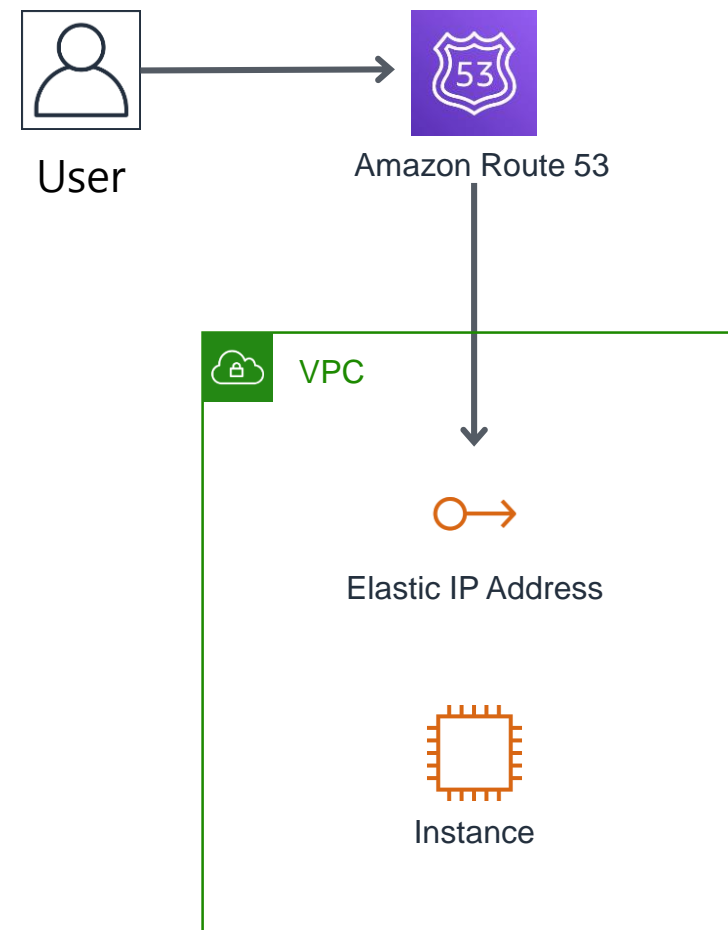 53
User
Amazon Route 53
VPC
Elastic IP Address
Instance